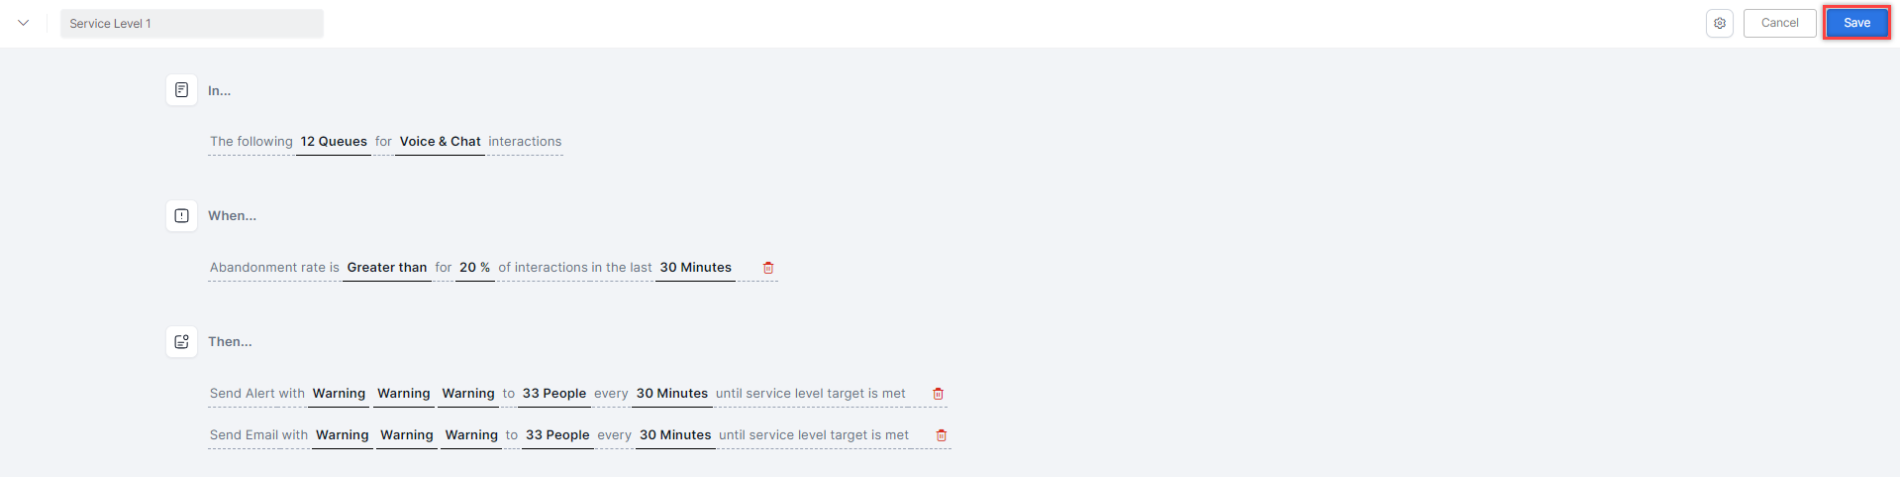 Service Level 1
Cancel
Save
In...
The following 12 Queues for Voice & Chat interactions
When...
Abandonment rate is Greater than for 20 % of interactions in the last 30 Minutes
Then...
Send Alert with Warning Warning Warning to 33 People every 30 Minutes until service level target is met
Send Email with Warning Warning Warning to 33 People every 30 Minutes until service level target is met